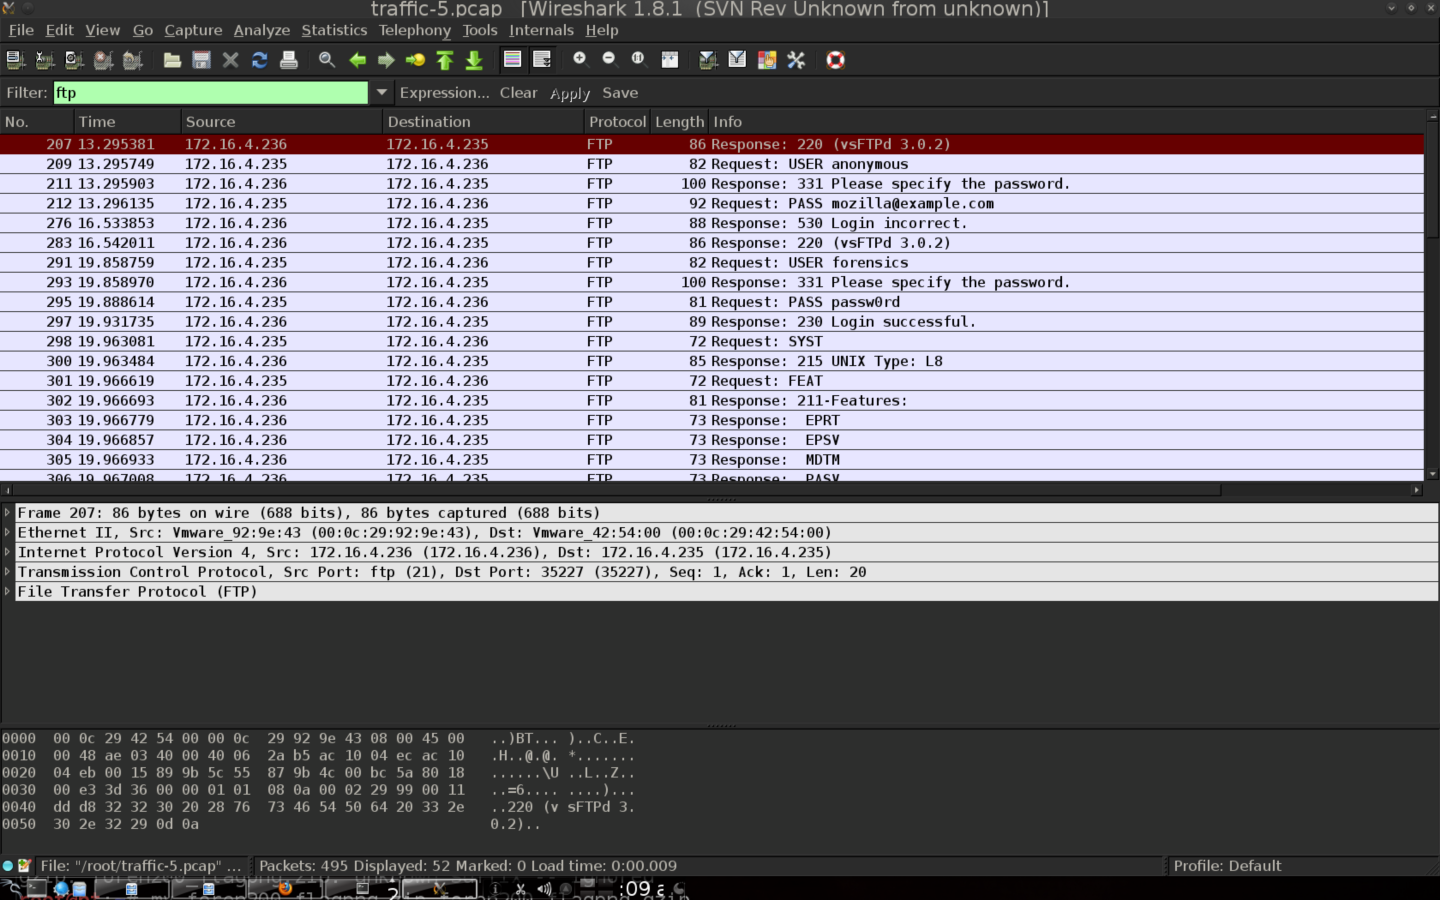 traffic-5.pcap [Wireshark 1.8.1 (SVN Rev Unknown from unknown)]
File Edit View Go Capture Analyze Statistics Telephony Tools Internals Help
Filter: ftp Expression... Clear Apply Save
No. Time Source Destination Protocol Length Info
207 13.295381 172.16.4.236 172.16.4.235 FTP 86 Response: 220 (vsFTPd 3.0.2)
209 13.295749 172.16.4.235 172.16.4.236 FTP 82 Request: USER anonymous
211 13.295903 172.16.4.236 172.16.4.235 FTP 100 Response: 331 Please specify the password.
212 13.296135 172.16.4.235 172.16.4.236 FTP 92 Request: PASS mozilla@example.com
276 16.533853 172.16.4.236 172.16.4.235 FTP 88 Response: 530 Login incorrect.
283 16.542011 172.16.4.236 172.16.4.235 FTP 86 Response: 220 (vsFTPd 3.0.2)
291 19.858759 172.16.4.235 172.16.4.236 FTP 82 Request: USER forensics
293 19.858970 172.16.4.236 172.16.4.235 FTP 100 Response: 331 Please specify the password.
295 19.888614 172.16.4.235 172.16.4.236 FTP 81 Request: PASS passw0rd
297 19.931735 172.16.4.236 172.16.4.235 FTP 89 Response: 230 Login successful.
298 19.963081 172.16.4.235 172.16.4.236 FTP 72 Request: SYST
300 19.963484 172.16.4.236 172.16.4.235 FTP 85 Response: 215 UNIX Type: L8
301 19.966619 172.16.4.235 172.16.4.236 FTP 72 Request: FEAT
302 19.966693 172.16.4.236 172.16.4.235 FTP 81 Response: 211-Features:
303 19.966779 172.16.4.236 172.16.4.235 FTP 73 Response: EPRT
304 19.966857 172.16.4.236 172.16.4.235 FTP 73 Response: EPSV
305 19.966933 172.16.4.236 172.16.4.235 FTP 73 Response: MDTM
306 19.967008 172.16.4.236 172.16.4.235 FTP 73 Response: PASV
Frame 207: 86 bytes on wire (688 bits), 86 bytes captured (688 bits)
Ethernet II, Src: Vmware_92:9e:43 (00:0c:29:92:9e:43), Dst: Vmware_42:54:00 (00:0c:29:42:54:00)
Internet Protocol Version 4, Src: 172.16.4.236 (172.16.4.236), Dst: 172.16.4.235 (172.16.4.235)
Transmission Control Protocol, Src Port: ftp (21), Dst Port: 35227 (35227), Seq: 1, Ack: 1, Len: 20
File Transfer Protocol (FTP)
0000 00 0c 29 42 54 00 00 0c 29 92 9e 43 08 00 45 00 ..)BT... )..C..E.
0010 00 48 ae 03 40 00 40 06 2a b5 ac 10 04 ec ac 10 .H..@.@. *.......
0020 04 eb 00 15 89 9b 5c 55 87 9b 4c 00 bc 5a 80 18 ......\U ..L..Z..
0030 00 e3 3d 36 00 00 01 01 08 0a 00 02 29 99 00 11 ..=6.... ....)...
0040 dd d8 32 32 30 20 28 76 73 46 54 50 64 20 33 2e ..220 (v sFTPd 3.
0050 30 2e 32 29 0d 0a 0.2)..
File: "/root/traffic-5.pcap" ... Packets: 495 Displayed: 52 Marked: 0 Load time: 0:00.009 Profile: Default